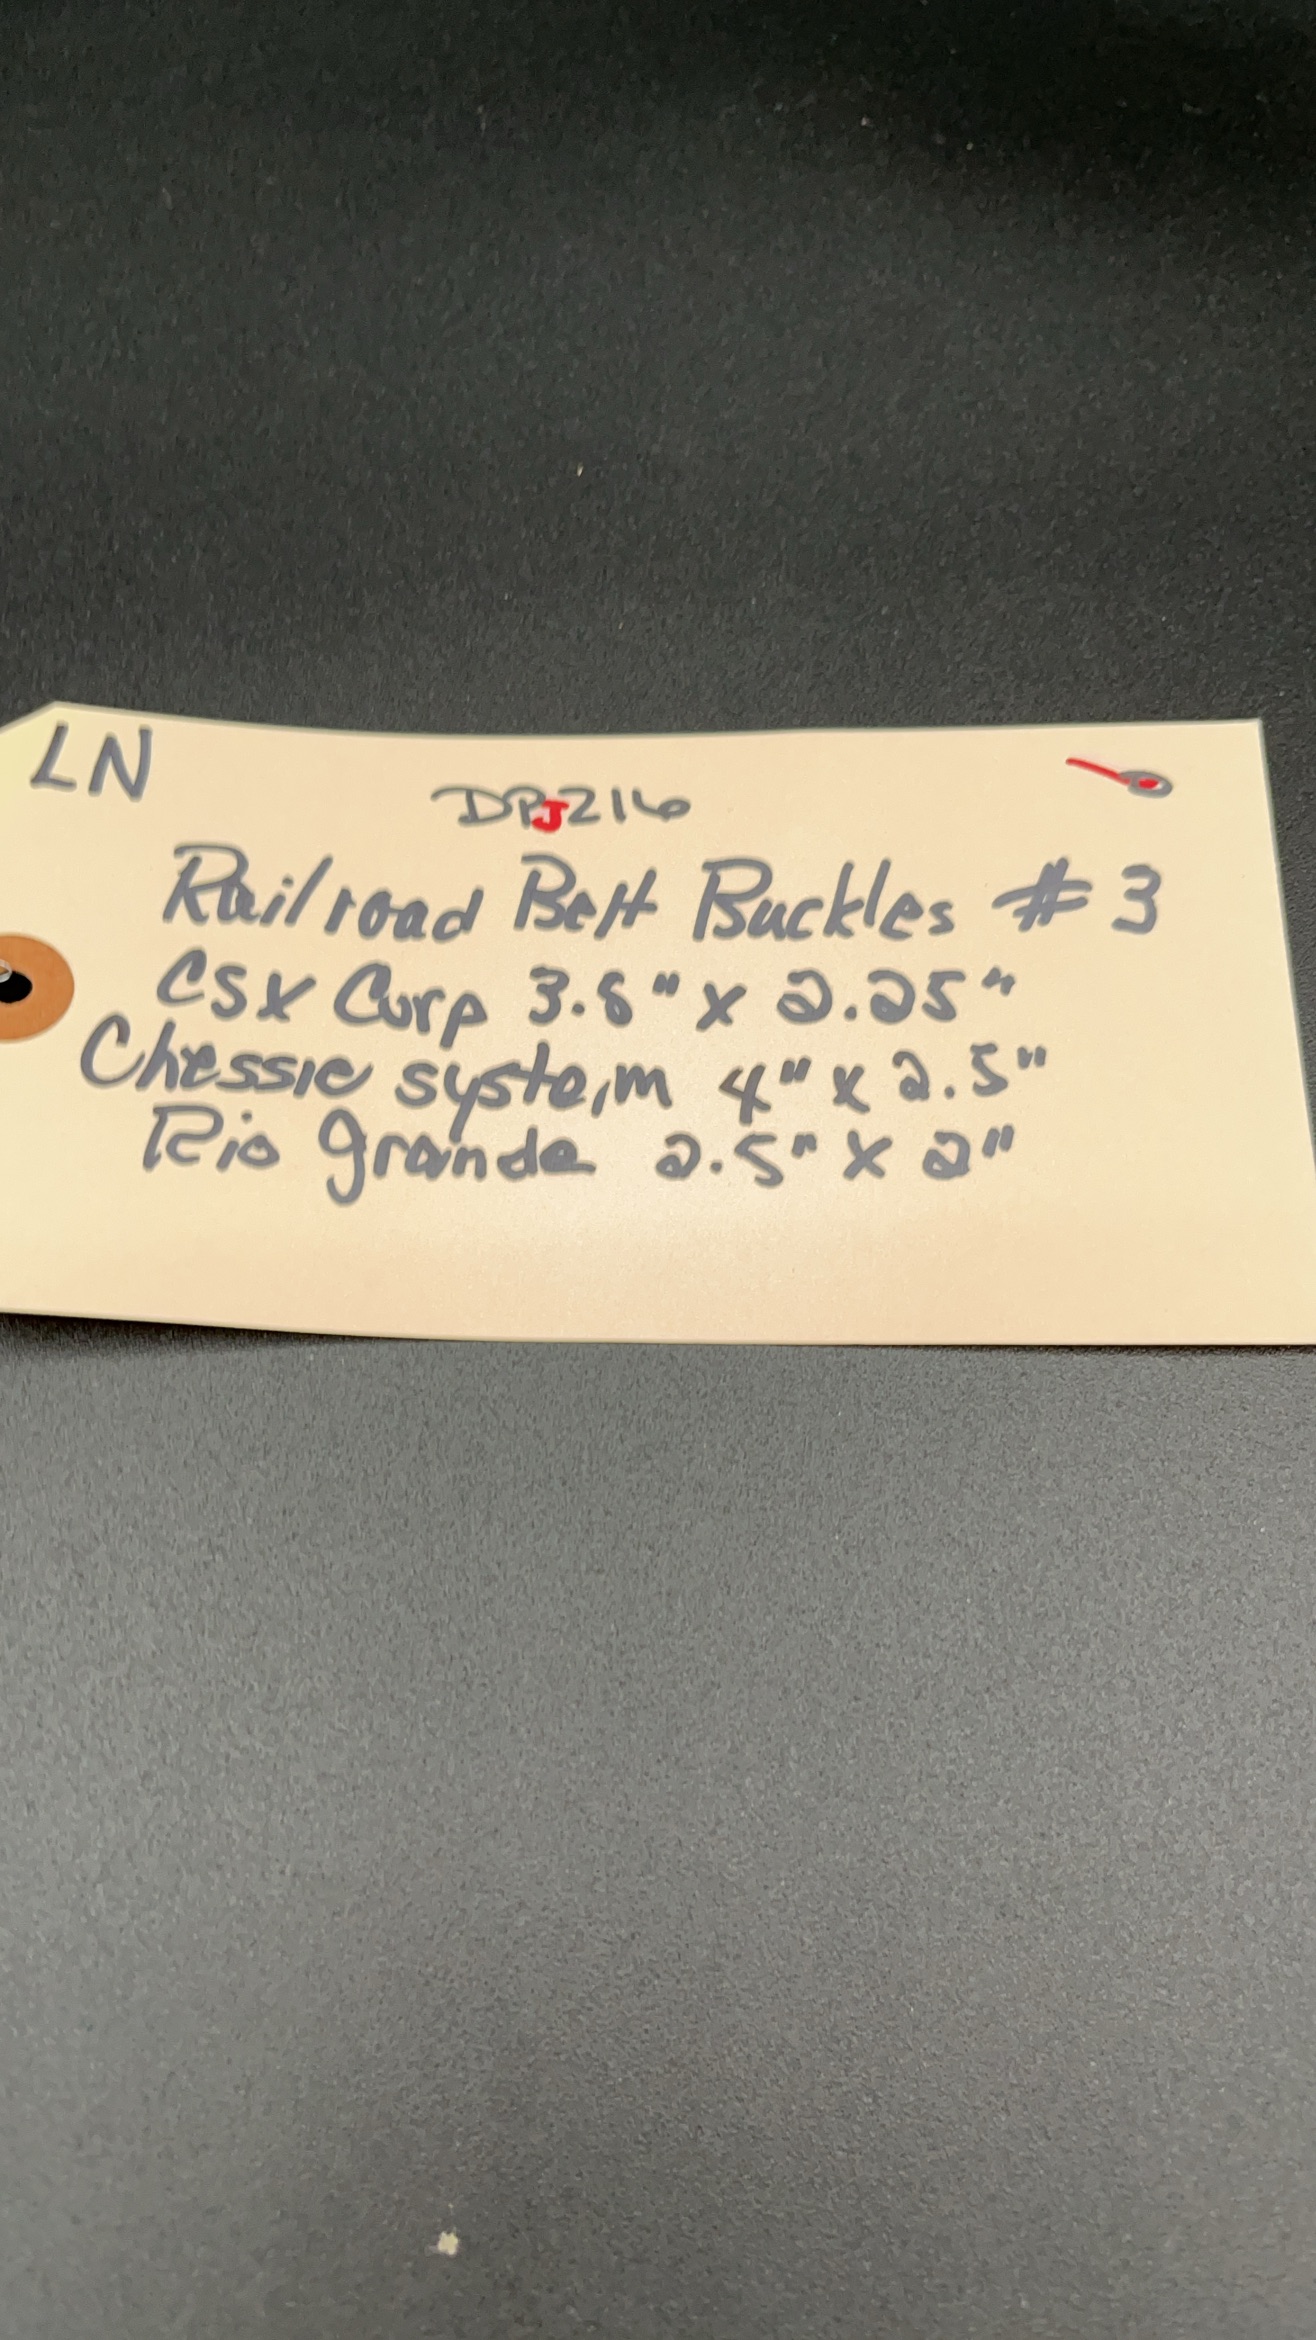 LN
DPJ216
Railroad Belt Buckles #3
CSX Corp 3.8" x 2.25"
Chessie system 4" x 2.5"
Rio grande 2.5" x 2"